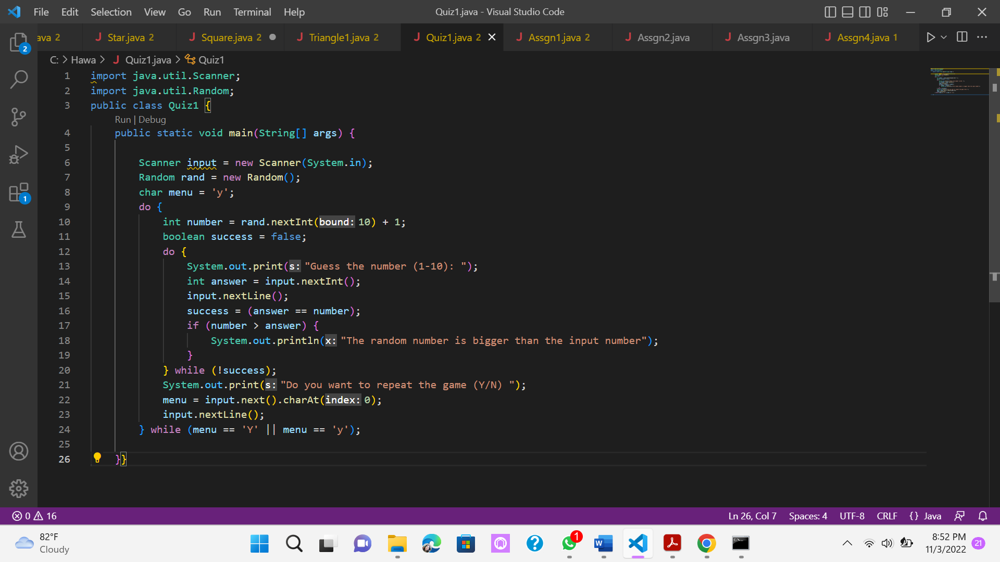 File Edit Selection View Go Run Terminal Help Quiz1.java - Visual Studio Code
ava 2 Star.java 2 Square.java 2 Triangle1.java 2 Quiz1.java 2 Assgn1.java 2 Assgn2.java Assgn3.java Assgn4.java 1
2
C: > Hawa > Quiz1.java > Quiz1
1 import java.util.Scanner;
2 import java.util.Random;
3 public class Quiz1 {
Run | Debug
4 public static void main(String[] args) {
5
6 Scanner input = new Scanner(System.in);
7 Random rand = new Random();
8 char menu = 'y';
1
9 do {
10 int number = rand.nextInt(bound: 10) + 1;
11 boolean success = false;
12 do {
13 System.out.print(s: "Guess the number (1-10): ");
14 int answer = input.nextInt();
15 input.nextLine();
16 success = (answer == number);
17 if (number > answer) {
18 System.out.println(x: "The random number is bigger than the input number");
19 }
20 } while (!success);
21 System.out.print(s: "Do you want to repeat the game (Y/N) ");
22 menu = input.next().charAt(index: 0);
23 input.nextLine();
24 } while (menu == 'Y' || menu == 'y');
25
26 }}
0 16 Ln 26, Col 7 Spaces: 4 UTF-8 CRLF {} Java
82°F
Cloudy
1
W
8:52 PM
11/3/2022
21